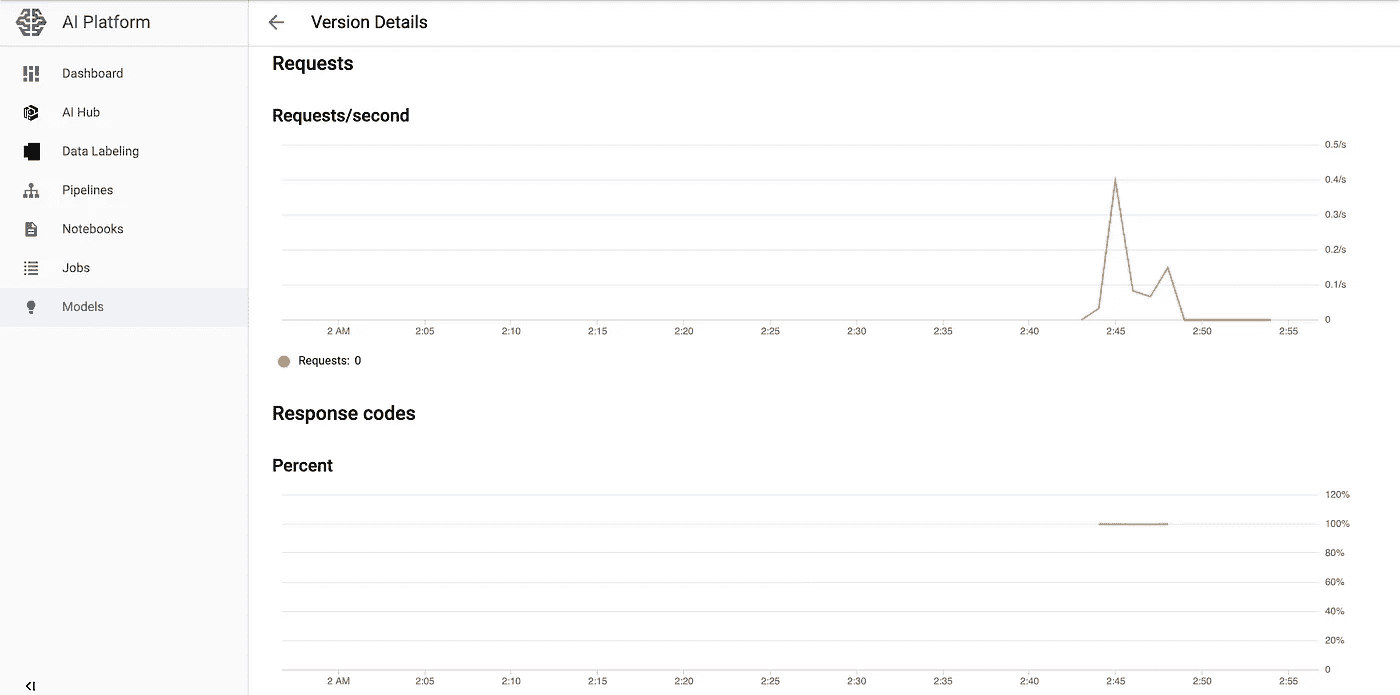 AI Platform
Version Details
Dashboard
AI Hub
Data Labeling
Pipelines
Notebooks
Jobs
Models
Requests
Requests/second
0.5/s
0.4/s
0.3/s
0.2/s
0.1/s
0
2 AM 2:05 2:10 2:15 2:20 2:25 2:30 2:35 2:40 2:45 2:50 2:55
Requests: 0
Response codes
Percent
120%
100%
80%
60%
40%
20%
0
2 AM 2:05 2:10 2:15 2:20 2:25 2:30 2:35 2:40 2:45 2:50 2:55